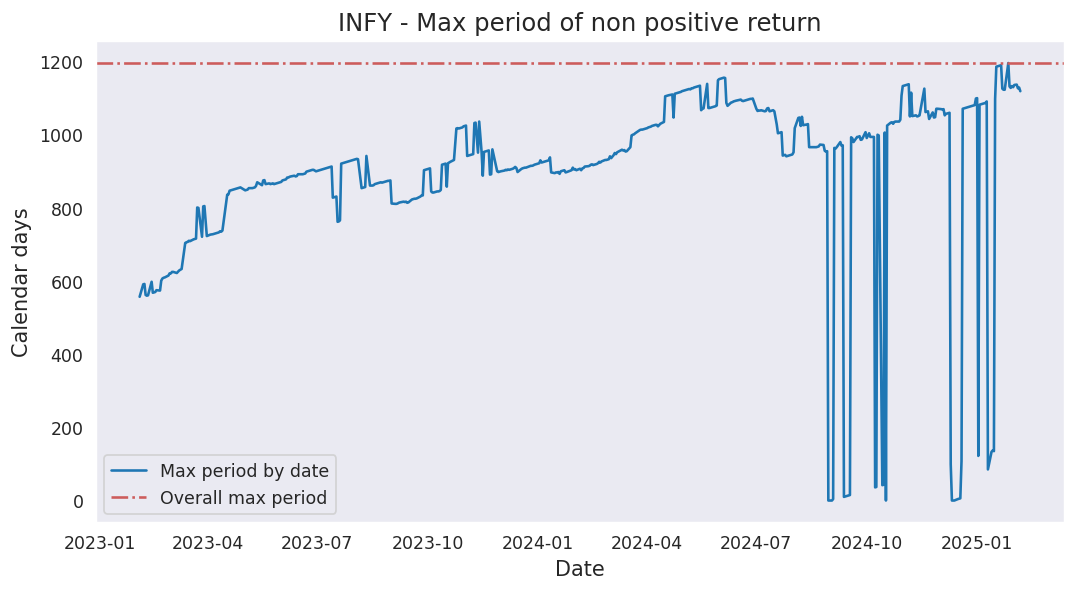 INFY - Max period of non positive return
Calendar days
1200
1000
800
600
400
200
0
Max period by date
Overall max period
2023-01 2023-04 2023-07 2023-10 2024-01 2024-04 2024-07 2024-10 2025-01
Date